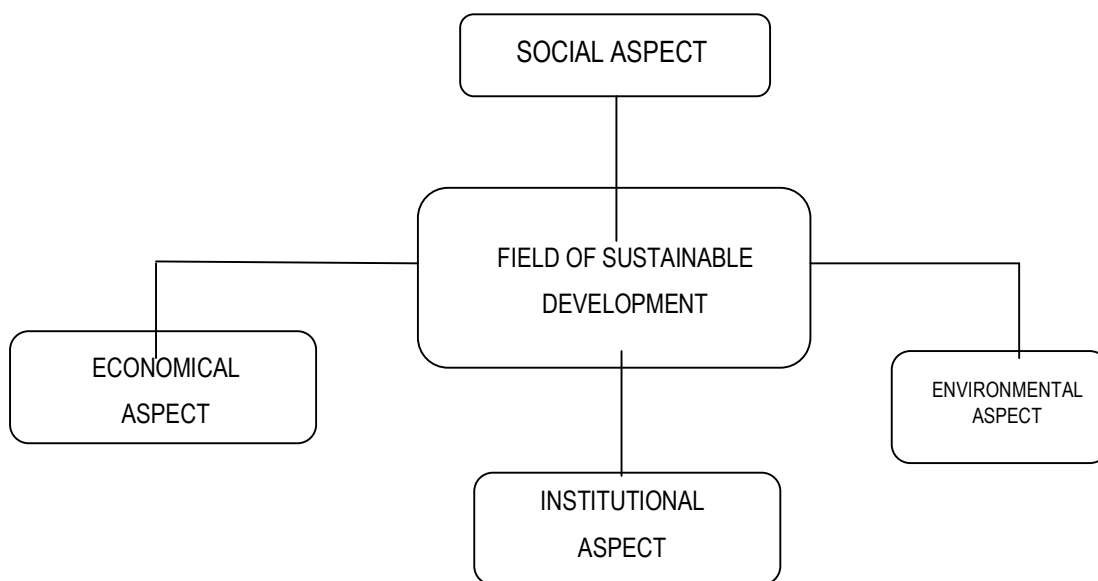 SOCIAL ASPECT
FIELD OF SUSTAINABLE
DEVELOPMENT
ECONOMICAL
ASPECT
ENVIRONMENTAL
ASPECT
INSTITUTIONAL
ASPECT